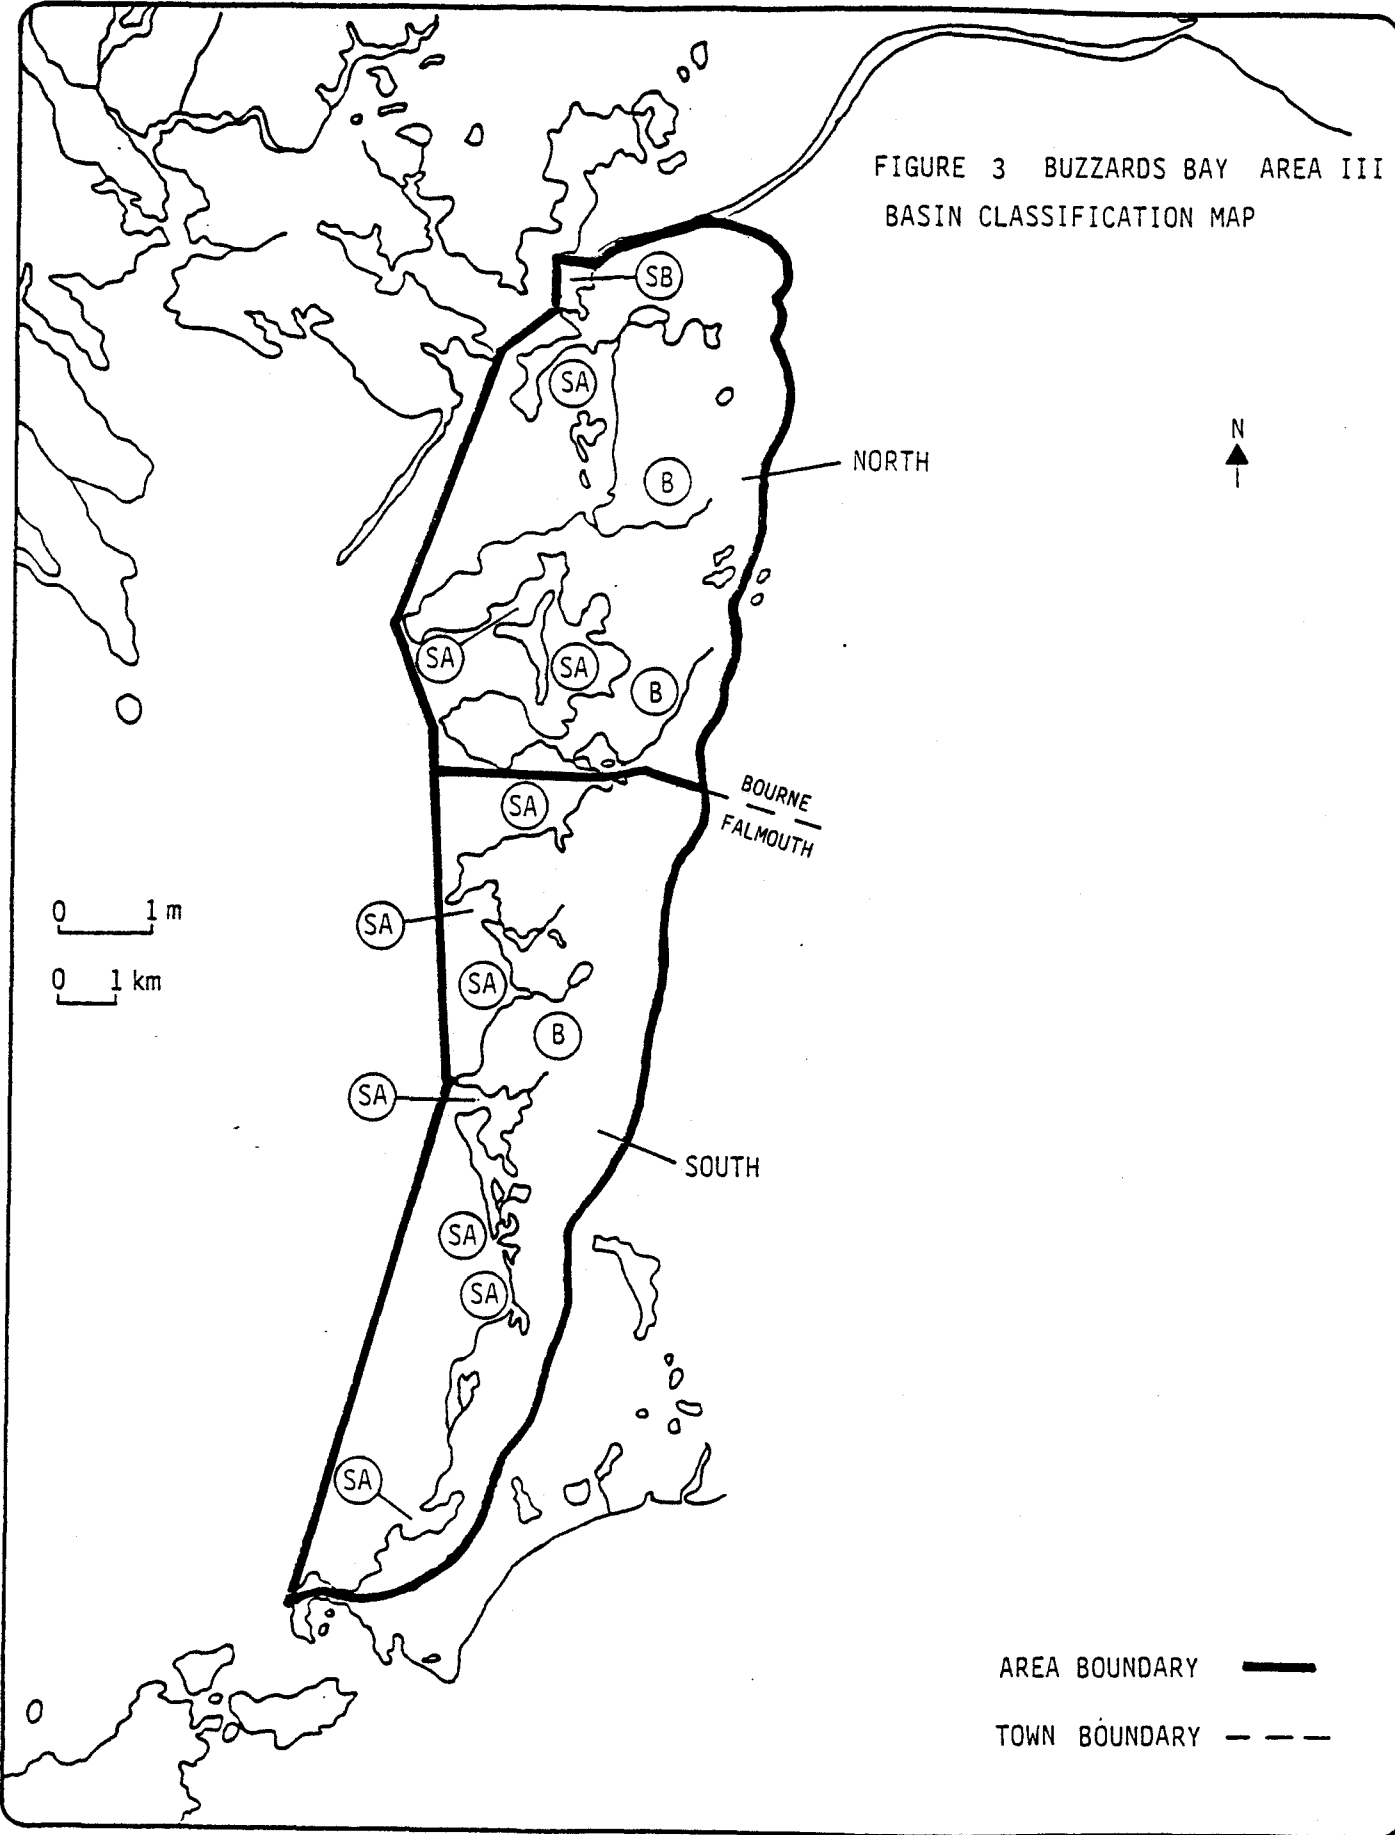 FIGURE 3 BUZZARDS BAY AREA III
BASIN CLASSIFICATION MAP
SB
SA
N
NORTH
B
SA
SA
B
BOURNE
SA
FALMOUTH
0 1 m
SA
0 1 km
SA
B
SA
SOUTH
SA
SA
SA
AREA BOUNDARY
TOWN BOUNDARY